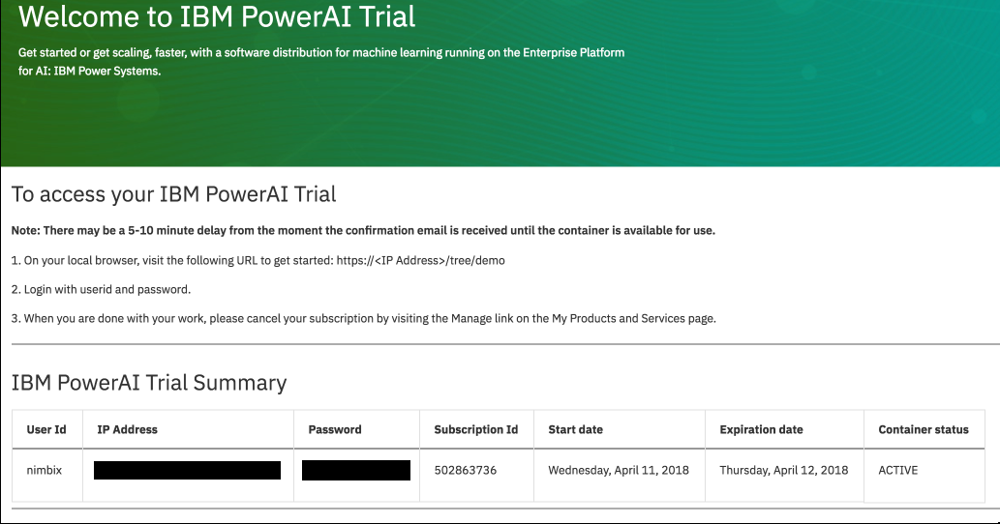 Welcome to IBM PowerAI Trial
Get started or get scaling, faster, with a software distribution for machine learning running on the Enterprise Platform
for AI: IBM Power Systems.
To access your IBM PowerAI Trial
Note: There may be a 5-10 minute delay from the moment the confirmation email is received until the container is available for use.
1. On your local browser, visit the following URL to get started: https://<IP Address>/tree/demo
2. Login with userid and password.
3. When you are done with your work, please cancel your subscription by visiting the Manage link on the My Products and Services page.
IBM PowerAI Trial Summary
User Id IP Address Password Subscription Id Start date Expiration date Container status
nimbix 502863736 Wednesday, April 11, 2018 Thursday, April 12, 2018 ACTIVE